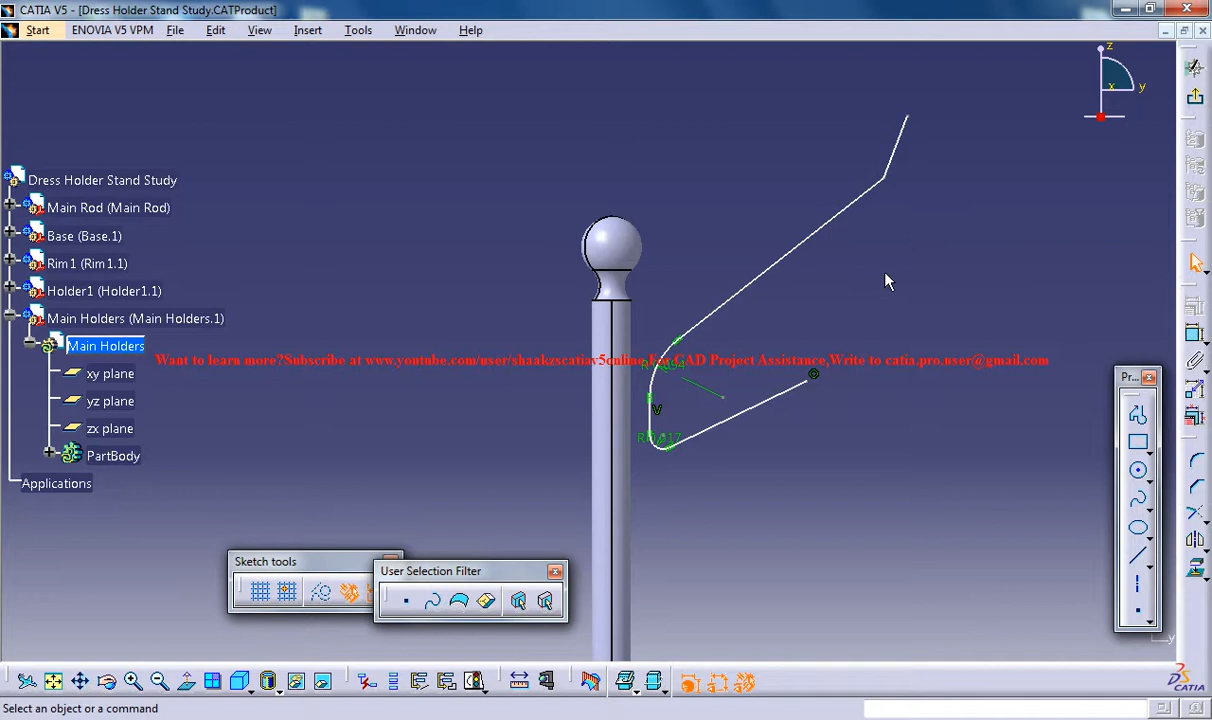 CATIA V5 - [Dress Holder Stand Study.CATProduct]
Start ENOVIA V5 VPM File Edit View Insert Tools Window Help
z
x y
Dress Holder Stand Study
Main Rod (Main Rod)
Base (Base.1)
Rim1 (Rim1.1)
Holder1 (Holder1.1)
Main Holders (Main Holders.1)
Main Holders
Want to learn more?Subscribe at www.youtube.com/user/shaakzscatiav5online.For CAD Project Assistance,Write to catia.pro.user@gmail.com
xy plane
yz plane
zx plane
PartBody
Applications
V
Pr...
Sketch tools
User Selection Filter
y
CATIA
Select an object or a command